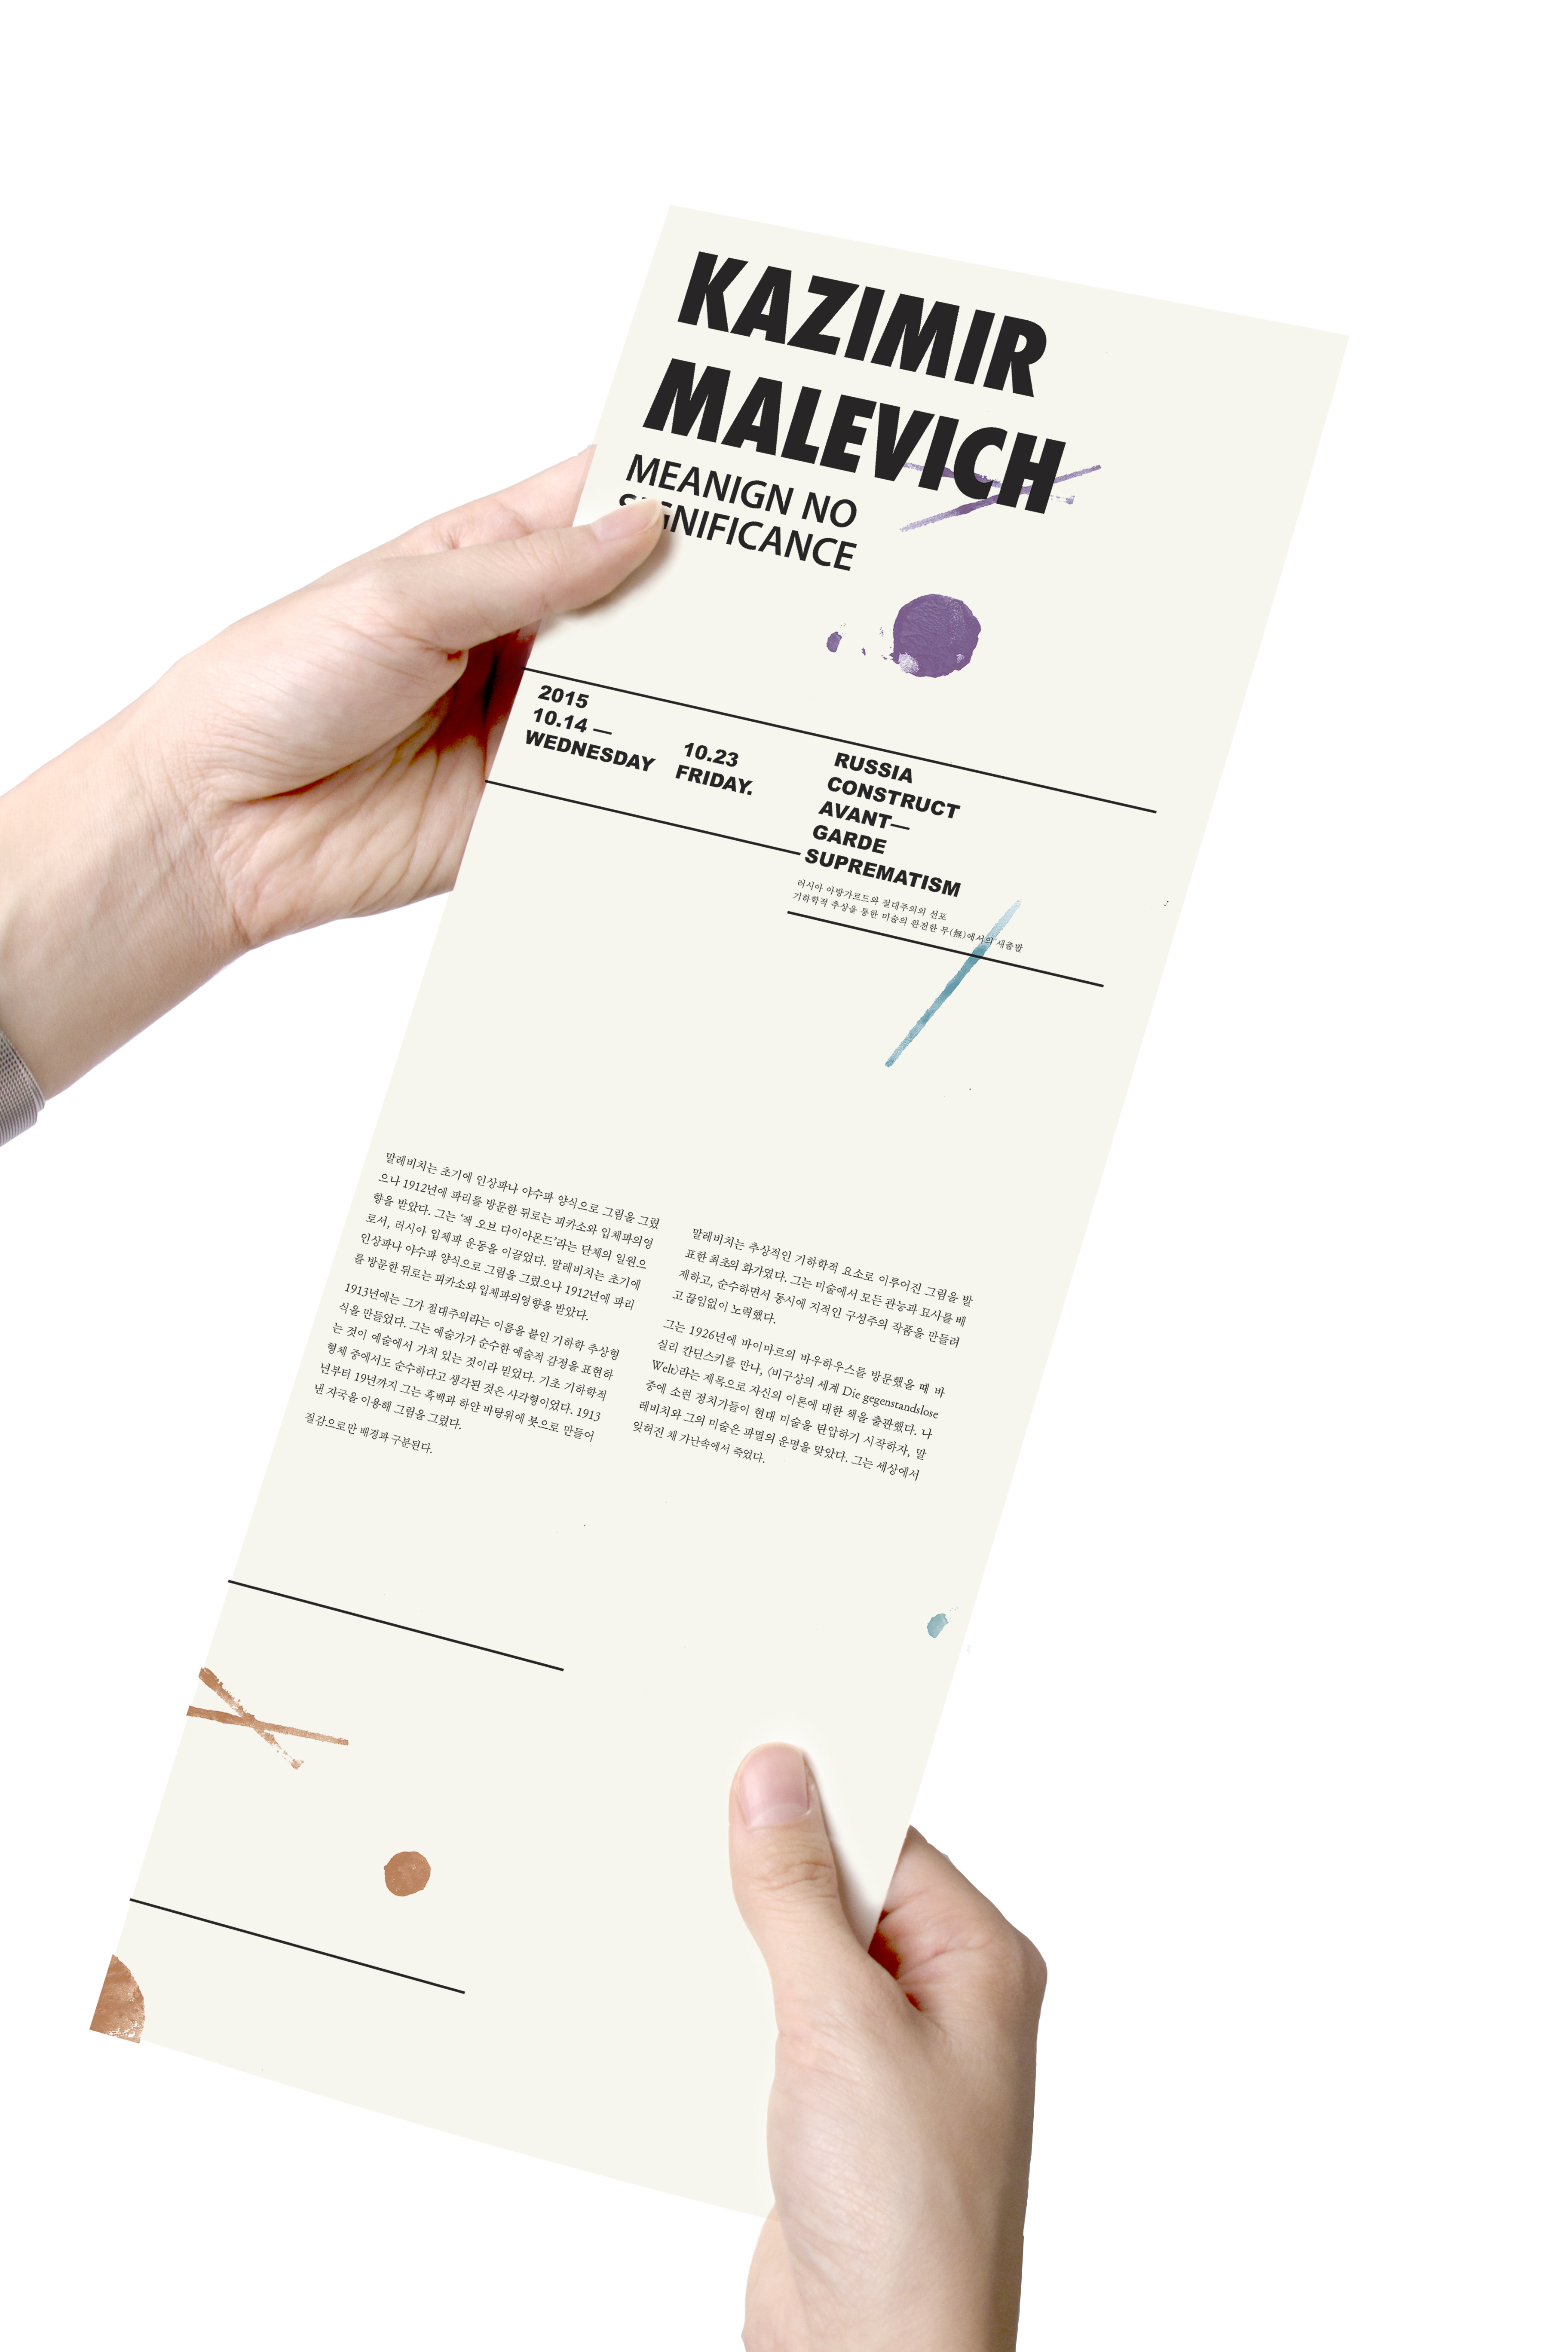 KAZIMIR
MALEVICH
MEANIGN NO
SIGNIFICANCE
2015
10.14 —
WEDNESDAY
10.23
FRIDAY.
RUSSIA
CONSTRUCT
AVANT—
GARDE
SUPREMATISM
러시아 아방가르드와 절대주의의 선포
기하학적 추상을 통한 미술의 완전한 무(無)에서의 새출발
말레비치는 초기에 인상파나 야수파 양식으로 그림을 그렸
으나 1912년에 파리를 방문한 뒤로는 피카소와 입체파의영
향을 받았다. 그는 ‘잭 오브 다이아몬드’라는 단체의 일원으
로서, 러시아 입체파 운동을 이끌었다. 말레비치는 초기에
인상파나 야수파 양식으로 그림을 그렸으나 1912년에 파리
를 방문한 뒤로는 피카소와 입체파의영향을 받았다.
1913년에는 그가 절대주의라는 이름을 붙인 기하학 추상형
식을 만들었다. 그는 예술가가 순수한 예술적 감정을 표현하
는 것이 예술에서 가치 있는 것이라 믿었다. 기초 기하학적
형체 중에서도 순수하다고 생각된 것은 사각형이었다. 1913
년부터 19년까지 그는 흑백과 하얀 바탕위에 붓으로 만들어
낸 자국을 이용해 그림을 그렸다.
질감으로만 배경과 구분된다.
말레비치는 추상적인 기하학적 요소로 이루어진 그림을 발
표한 최초의 화가였다. 그는 미술에서 모든 관능과 묘사를 배
제하고, 순수하면서 동시에 지적인 구성주의 작품을 만들려
고 끊임없이 노력했다.
그는 1926년에 바이마르의 바우하우스를 방문했을 때 바
실리 칸딘스키를 만나, 〈비구상의 세계 Die gegenstandslose
Welt〉라는 제목으로 자신의 이론에 대한 책을 출판했다. 나
중에 소련 정치가들이 현대 미술을 탄압하기 시작하자, 말
레비치와 그의 미술은 파멸의 운명을 맞았다. 그는 세상에서
잊혀진 채 가난속에서 죽었다.